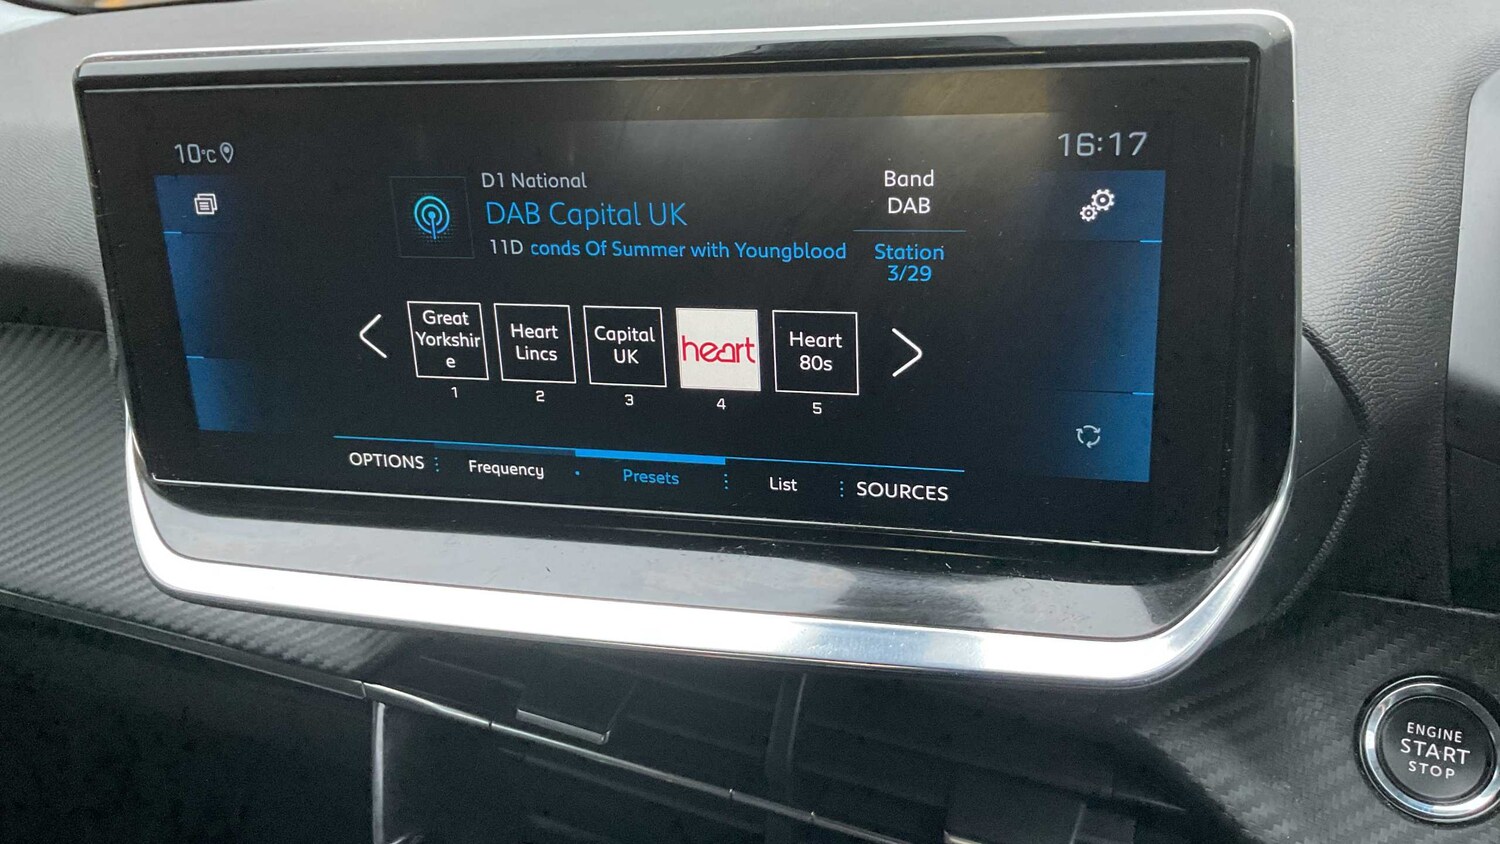 10°C
16:17
D1 National
DAB Capital UK
11D conds Of Summer with Youngblood
Band
DAB
Station
3/29
Great
Yorkshir
e
1
Heart
Lincs
2
Capital
UK
3
heart
4
Heart
80s
5
OPTIONS
Frequency
Presets
List
SOURCES
ENGINE
START
STOP